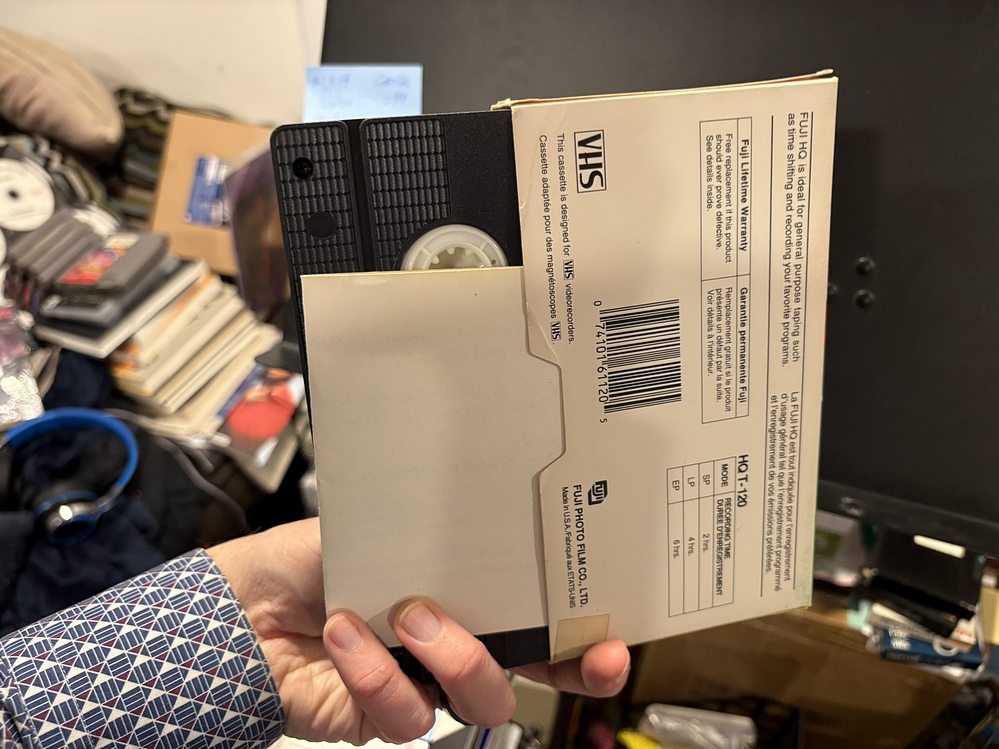 FUJI HQ is ideal for general purpose taping such
as time shifting and recording your favorite programs.
La FUJI HQ est tout indiquée pour l'enregistrement
d'usage général tel que l'enregistrement programmé
et l'enregistrement de vos émissions préférées.
Fuji Lifetime Warranty
Free replacement if this product
should ever prove defective.
See details inside.
Garantie permanente Fuji
Remplacement gratuit si le produit
présente un défaut par la suite.
Voir détails à l'intérieur.
HQ T-120
MODE
RECORDING TIME
DURÉE D'ENREGISTREMENT
SP 2 hrs.
LP 4 hrs.
EP 6 hrs.
0 74101 61120 5
VHS
This cassette is designed for VHS videorecorders.
Cassette adaptée pour des magnétoscopes VHS.
FUJI
FUJI PHOTO FILM CO., LTD.
Made in U.S.A./Fabriqué aux ETATS-UNIS